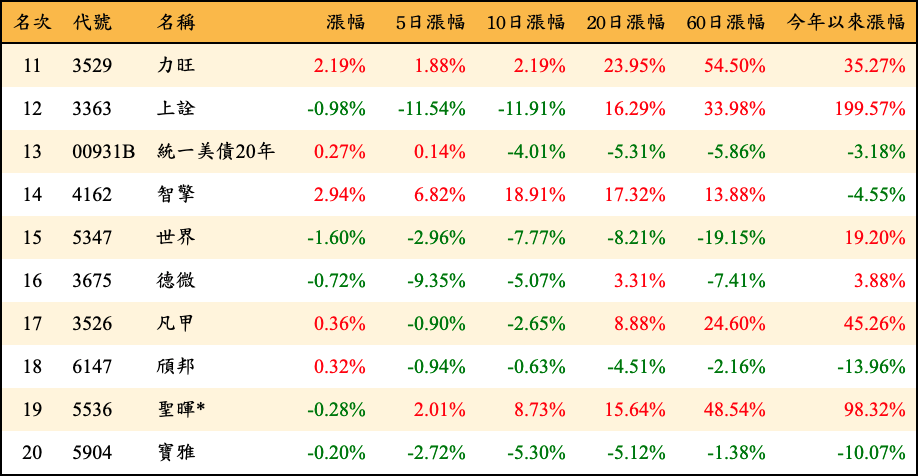 名次 代號 名稱 漲幅 5日漲幅 10日漲幅 20日漲幅 60日漲幅 今年以來漲幅
11 3529 力旺 2.19% 1.88% 2.19% 23.95% 54.50% 35.27%
12 3363 上詮 -0.98% -11.54% -11.91% 16.29% 33.98% 199.57%
13 00931B 統一美債20年 0.27% 0.14% -4.01% -5.31% -5.86% -3.18%
14 4162 智擎 2.94% 6.82% 18.91% 17.32% 13.88% -4.55%
15 5347 世界 -1.60% -2.96% -7.77% -8.21% -19.15% 19.20%
16 3675 德微 -0.72% -9.35% -5.07% 3.31% -7.41% 3.88%
17 3526 凡甲 0.36% -0.90% -2.65% 8.88% 24.60% 45.26%
18 6147 頎邦 0.32% -0.94% -0.63% -4.51% -2.16% -13.96%
19 5536 聖暉* -0.28% 2.01% 8.73% 15.64% 48.54% 98.32%
20 5904 寶雅 -0.20% -2.72% -5.30% -5.12% -1.38% -10.07%